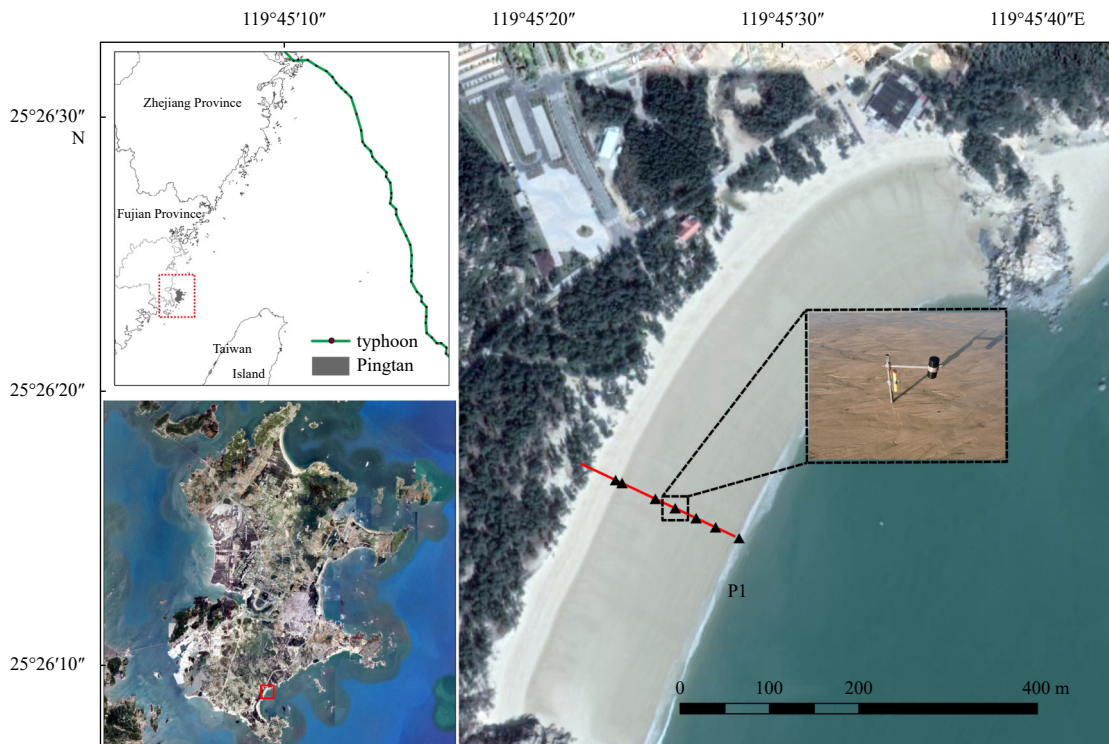 119°45′10″ 119°45′20″ 119°45′30″ 119°45′40″E
25°26′30″
N
Zhejiang Province
Fujian Province
Taiwan
Island
typhoon
Pingtan
25°26′20″
P1
25°26′10″
0 100 200 400 m